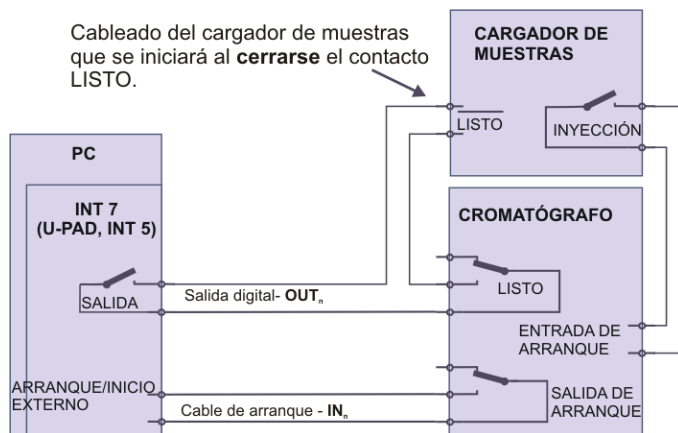 Cableado del cargador de muestras
que se iniciará al cerrarse el contacto
LISTO.
CARGADOR DE
MUESTRAS
LISTO
INYECCIÓN
PC
INT 7
(U-PAD, INT 5)
SALIDA
Salida digital- OUTn
CROMATÓGRAFO
LISTO
ENTRADA DE
ARRANQUE
ARRANQUE/INICIO
EXTERNO
Cable de arranque - INn
SALIDA DE
ARRANQUE